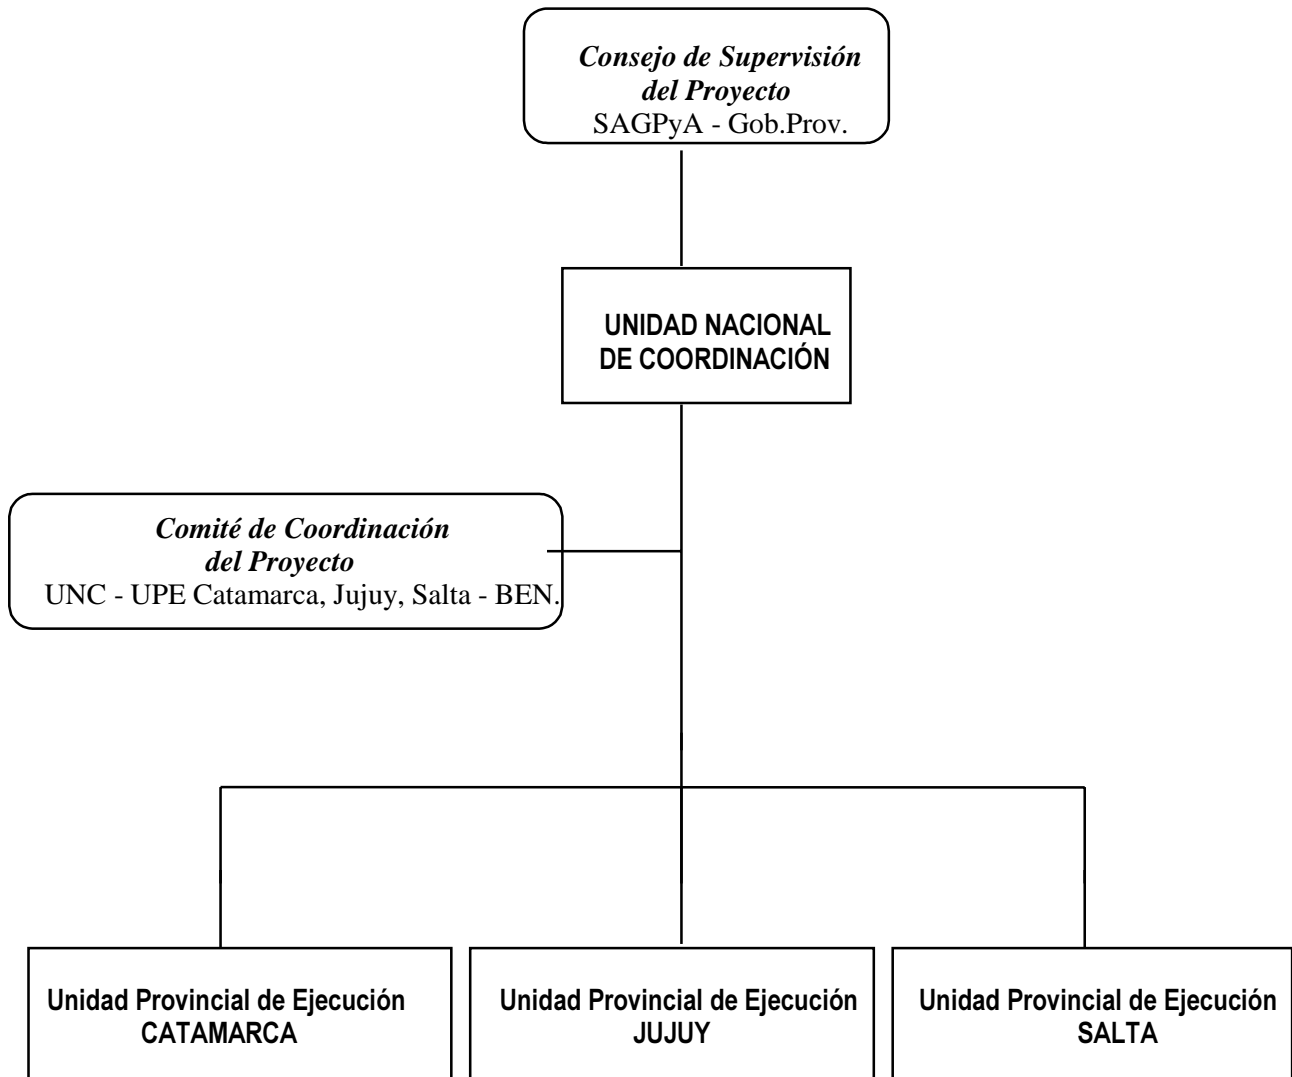 Consejo de Supervisión
del Proyecto
SAGPyA - Gob.Prov.
UNIDAD NACIONAL
DE COORDINACIÓN
Comité de Coordinación
del Proyecto
UNC - UPE Catamarca, Jujuy, Salta - BEN.
Unidad Provincial de Ejecución
CATAMARCA
Unidad Provincial de Ejecución
JUJUY
Unidad Provincial de Ejecución
SALTA